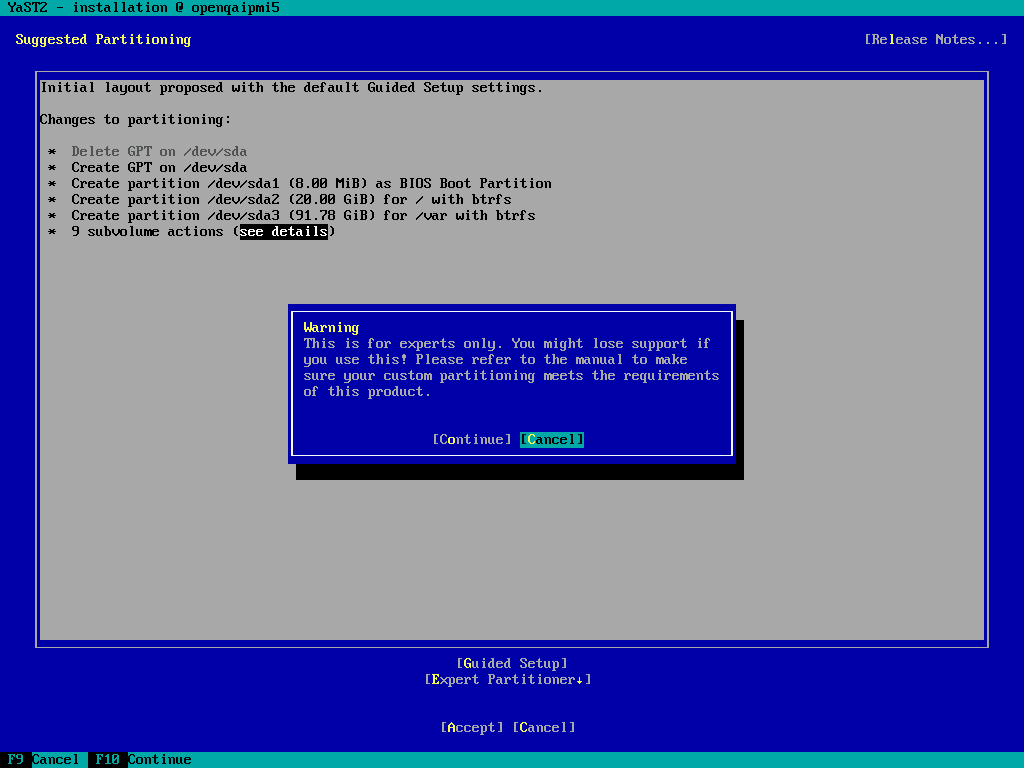 YaST2 - installation @ openqaipmi5
Suggested Partitioning [Release Notes...]
Initial layout proposed with the default Guided Setup settings.
Changes to partitioning:
* Delete GPT on /dev/sda
* Create GPT on /dev/sda
* Create partition /dev/sda1 (8.00 MiB) as BIOS Boot Partition
* Create partition /dev/sda2 (20.00 GiB) for / with btrfs
* Create partition /dev/sda3 (91.78 GiB) for /var with btrfs
* 9 subvolume actions (see details)
Warning
This is for experts only. You might lose support if
you use this! Please refer to the manual to make
sure your custom partitioning meets the requirements
of this product.
[Continue] [Cancel]
[Guided Setup]
[Expert Partitioner↓]
[Accept] [Cancel]
F9 Cancel F10 Continue